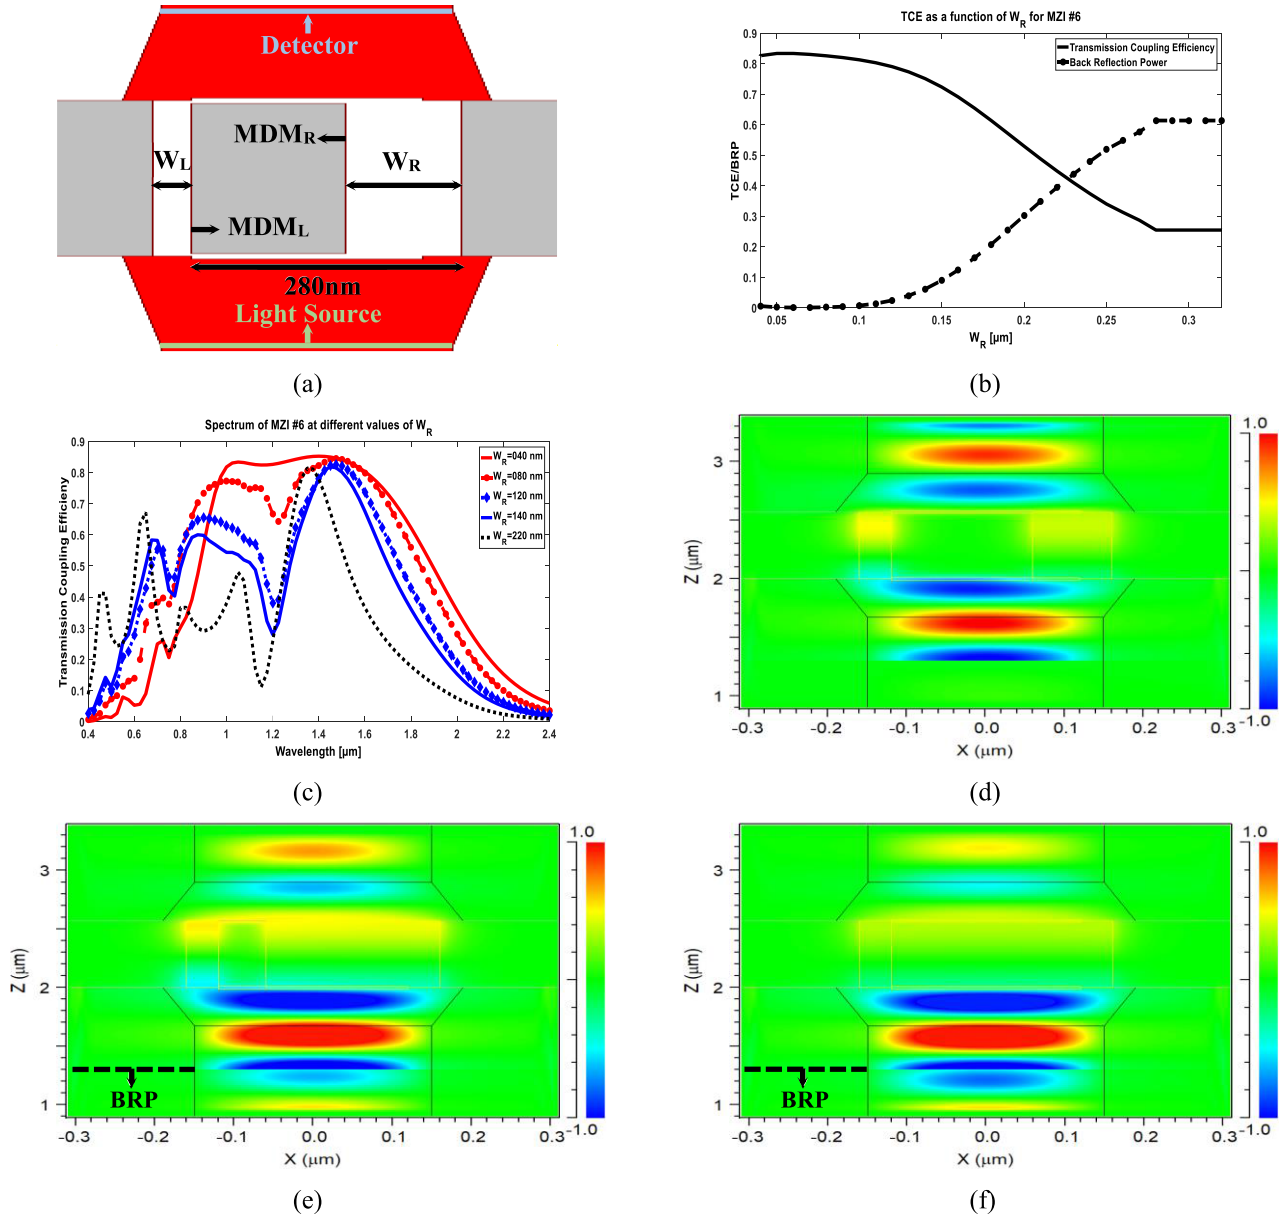 Detector
MDMR
WL
WR
MDML
280nm
Light Source
(a)
TCE as a function of WR for MZI #6
Transmission Coupling Efficiency
Back Reflection Power
TCE/BRP
0.9
0.8
0.7
0.6
0.5
0.4
0.3
0.2
0.1
0
0.05 0.1 0.15 0.2 0.25 0.3
WR [µm]
(b)
Spectrum of MZI #6 at different values of WR
WR=040 nm
WR=080 nm
WR=120 nm
WR=140 nm
WR=220 nm
Transmission Coupling Efficieny
0.9
0.8
0.7
0.6
0.5
0.4
0.3
0.2
0.1
0
0.4 0.6 0.8 1 1.2 1.4 1.6 1.8 2 2.2 2.4
Wavelength [µm]
(c)
1.0
-1.0
Z (µm)
3
2
1
-0.3 -0.2 -0.1 0.0 0.1 0.2 0.3
X (µm)
(d)
1.0
-1.0
Z (µm)
3
2
1
BRP
-0.3 -0.2 -0.1 0.0 0.1 0.2 0.3
X (µm)
(e)
1.0
-1.0
Z (µm)
3
2
1
BRP
-0.3 -0.2 -0.1 0.0 0.1 0.2 0.3
X (µm)
(f)